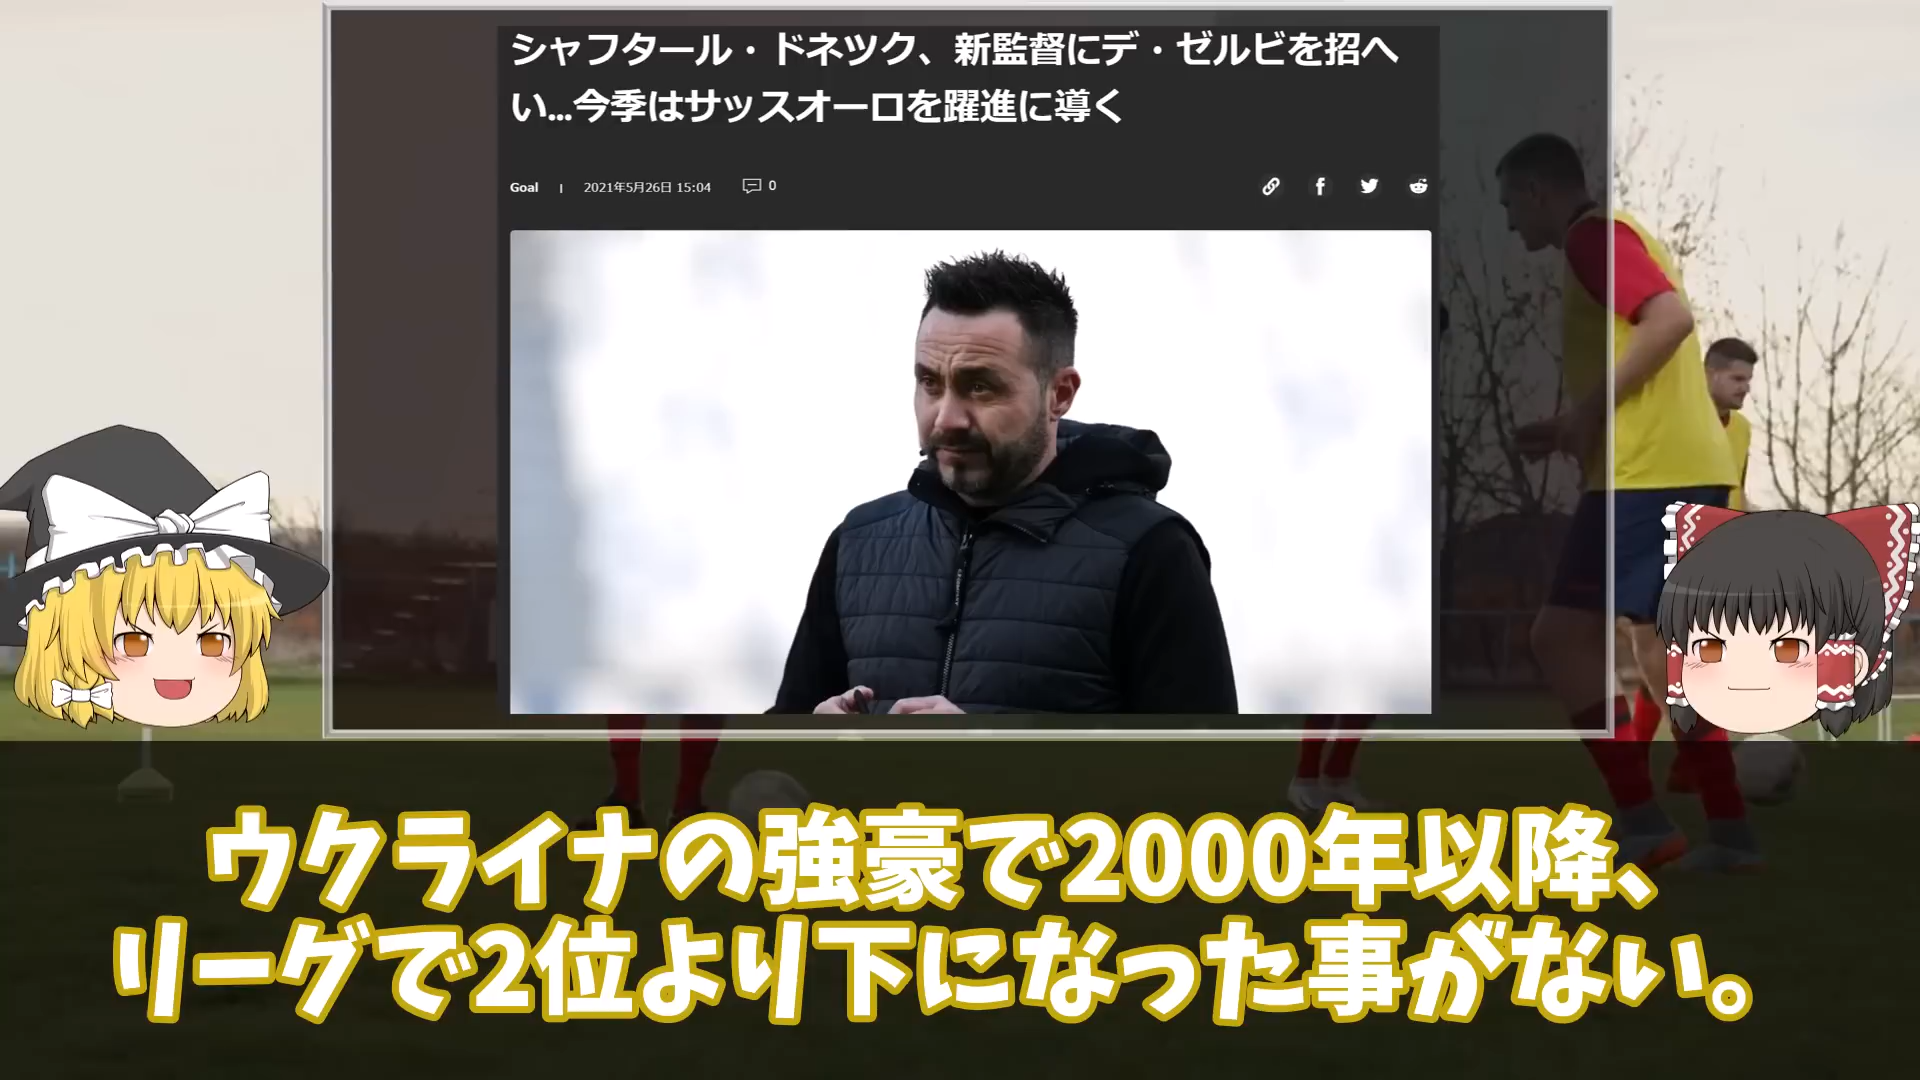 シャフタール・ドネツク、新監督にデ・ゼルビを招へ
い...今季はサッスオーロを躍進に導く
Goal | 2021年5月26日 15:04 0
ウクライナの強豪で2000年以降、
リーグで2位より下になった事がない。